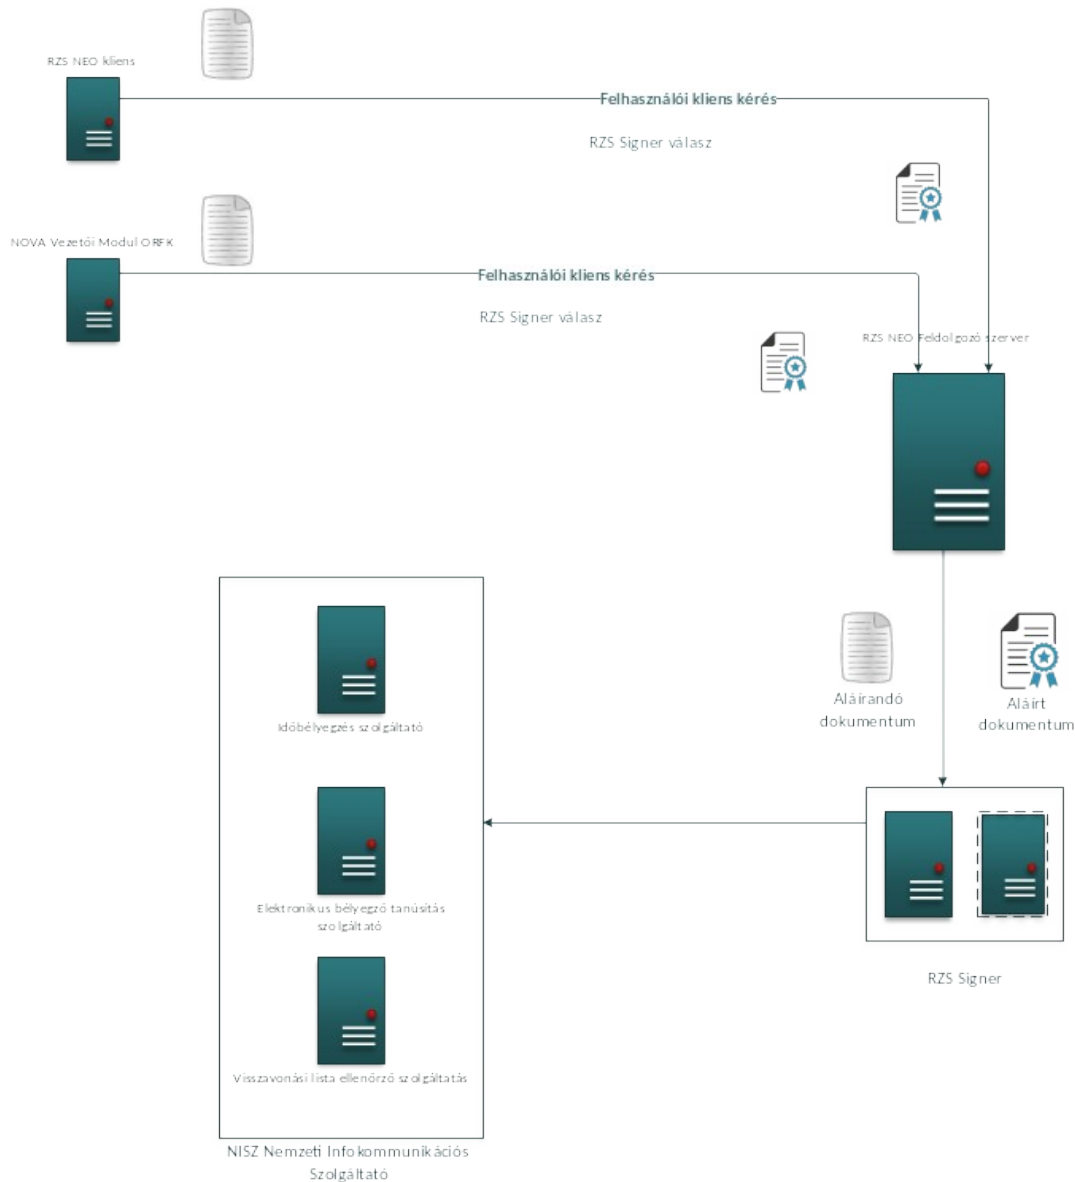 RZS NEO kliens
Felhasználói kliens kérés
RZS Signer válasz
NOVA Vezetői Modul ORFK
Felhasználói kliens kérés
RZS Signer válasz
RZS NEO Feldolgozó szerver
Aláírandó
dokumentum
Aláírt
dokumentum
Időbélyegzés szolgáltató
Elektronikus bélyegző tanúsítás
szolgáltató
RZS Signer
Visszavonási lista ellenőrző szolgáltatás
NISZ Nemzeti Infokommunikációs
Szolgáltató